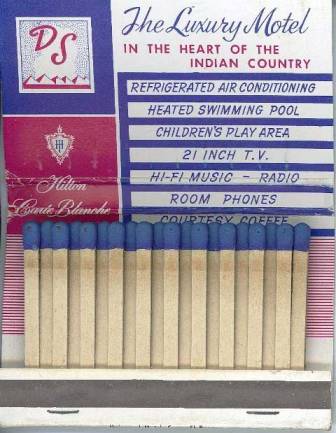 DS
The Luxury Motel
IN THE HEART OF THE
INDIAN COUNTRY
REFRIGERATED AIR CONDITIONING
HEATED SWIMMING POOL
CHILDREN'S PLAY AREA
21 INCH T.V.
HI-FI MUSIC - RADIO
ROOM PHONES
COURTESY COFFEE
H
Hilton
Carte Blanche